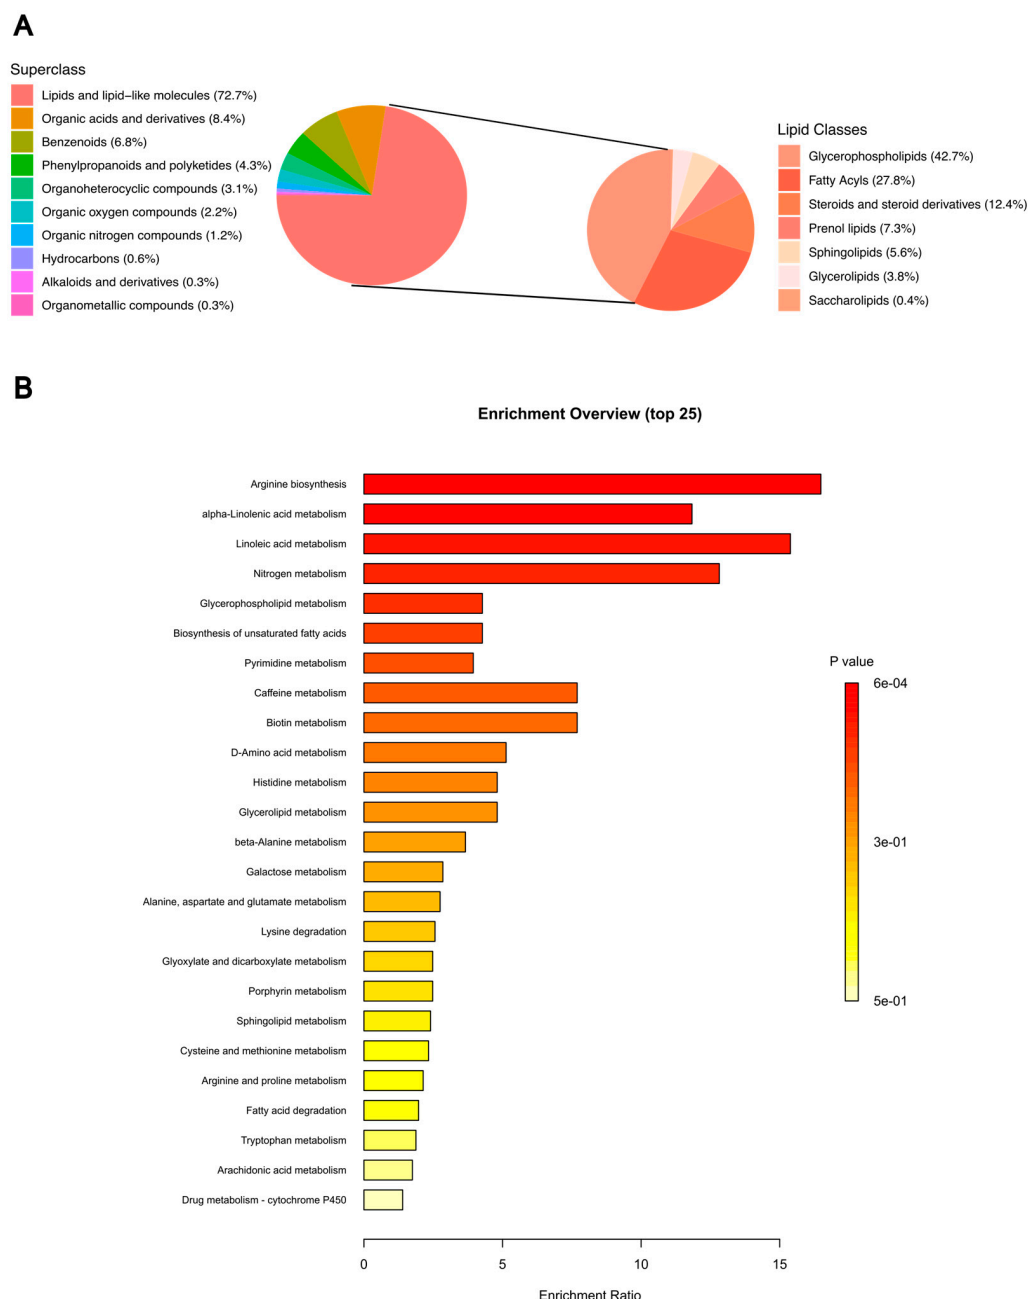 A
Superclass
Lipids and lipid−like molecules (72.7%)
Organic acids and derivatives (8.4%)
Benzenoids (6.8%)
Phenylpropanoids and polyketides (4.3%)
Organoheterocyclic compounds (3.1%)
Organic oxygen compounds (2.2%)
Organic nitrogen compounds (1.2%)
Hydrocarbons (0.6%)
Alkaloids and derivatives (0.3%)
Organometallic compounds (0.3%)
Lipid Classes
Glycerophospholipids (42.7%)
Fatty Acyls (27.8%)
Steroids and steroid derivatives (12.4%)
Prenol lipids (7.3%)
Sphingolipids (5.6%)
Glycerolipids (3.8%)
Saccharolipids (0.4%)
B
Enrichment Overview (top 25)
Arginine biosynthesis
alpha-Linolenic acid metabolism
Linoleic acid metabolism
Nitrogen metabolism
Glycerophospholipid metabolism
Biosynthesis of unsaturated fatty acids
Pyrimidine metabolism
Caffeine metabolism
Biotin metabolism
D-Amino acid metabolism
Histidine metabolism
Glycerolipid metabolism
beta-Alanine metabolism
Galactose metabolism
Alanine, aspartate and glutamate metabolism
Lysine degradation
Glyoxylate and dicarboxylate metabolism
Porphyrin metabolism
Sphingolipid metabolism
Cysteine and methionine metabolism
Arginine and proline metabolism
Fatty acid degradation
Tryptophan metabolism
Arachidonic acid metabolism
Drug metabolism - cytochrome P450
P value
6e-04
3e-01
5e-01
0 5 10 15
Enrichment Ratio